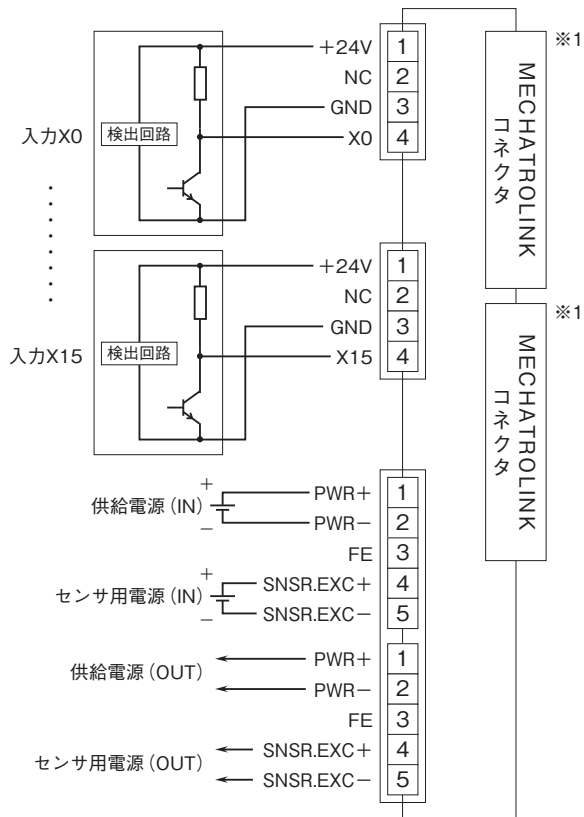 入力X0
検出回路
+24V 1
NC 2
GND 3
X0 4
入力X15
検出回路
+24V 1
NC 2
GND 3
X15 4
供給電源(IN)
+
−
PWR+ 1
PWR− 2
FE 3
センサ用電源(IN)
+
−
SNSR.EXC+ 4
SNSR.EXC− 5
供給電源(OUT)
PWR+ 1
PWR− 2
FE 3
センサ用電源(OUT)
SNSR.EXC+ 4
SNSR.EXC− 5
MECHATROLINK
コネクタ
※1
MECHATROLINK
コネクタ
※1